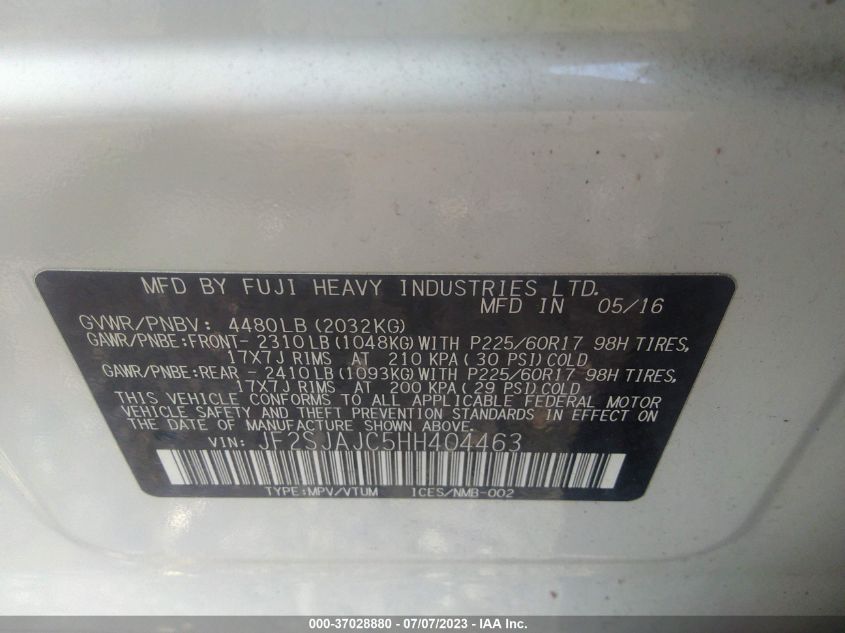 MFD BY FUJI HEAVY INDUSTRIES LTD.
MFD IN 05/16
GVWR/PNBV: 4480LB(2032KG)
GAWR/PNBE:FRONT- 2310LB(1048KG)WITH P225/60R17 98H TIRES,
17X7J RIMS AT 210 KPA( 30 PSI)COLD
GAWR/PNBE:REAR - 2410LB(1093KG)WITH P225/60R17 98H TIRES,
17X7J RIMS AT 200 KPA( 29 PSI)COLD
THIS VEHICLE CONFORMS TO ALL APPLICABLE FEDERAL MOTOR
VEHICLE SAFETY AND THEFT PREVENTION STANDARDS IN EFFECT ON
THE DATE OF MANUFACTURE SHOWN ABOVE.
VIN: JF2SJAJC5HH404463
TYPE:MPV/VTUM ICES/NMB-002
000-37028880 - 07/07/2023 - IAA Inc.